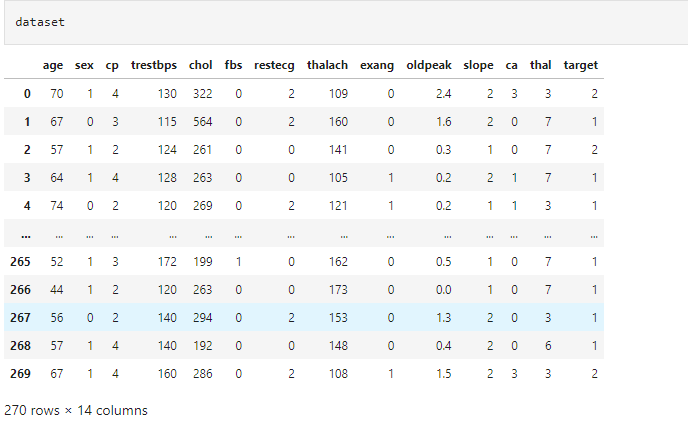 dataset
age sex cp trestbps chol fbs restecg thalach exang oldpeak slope ca thal target
0 70 1 4 130 322 0 2 109 0 2.4 2 3 3 2
1 67 0 3 115 564 0 2 160 0 1.6 2 0 7 1
2 57 1 2 124 261 0 0 141 0 0.3 1 0 7 2
3 64 1 4 128 263 0 0 105 1 0.2 2 1 7 1
4 74 0 2 120 269 0 2 121 1 0.2 1 1 3 1
... ... ... ... ... ... ... ... ... ... ... ... ... ... ...
265 52 1 3 172 199 1 0 162 0 0.5 1 0 7 1
266 44 1 2 120 263 0 0 173 0 0.0 1 0 7 1
267 56 0 2 140 294 0 2 153 0 1.3 2 0 3 1
268 57 1 4 140 192 0 0 148 0 0.4 2 0 6 1
269 67 1 4 160 286 0 2 108 1 1.5 2 3 3 2
270 rows × 14 columns